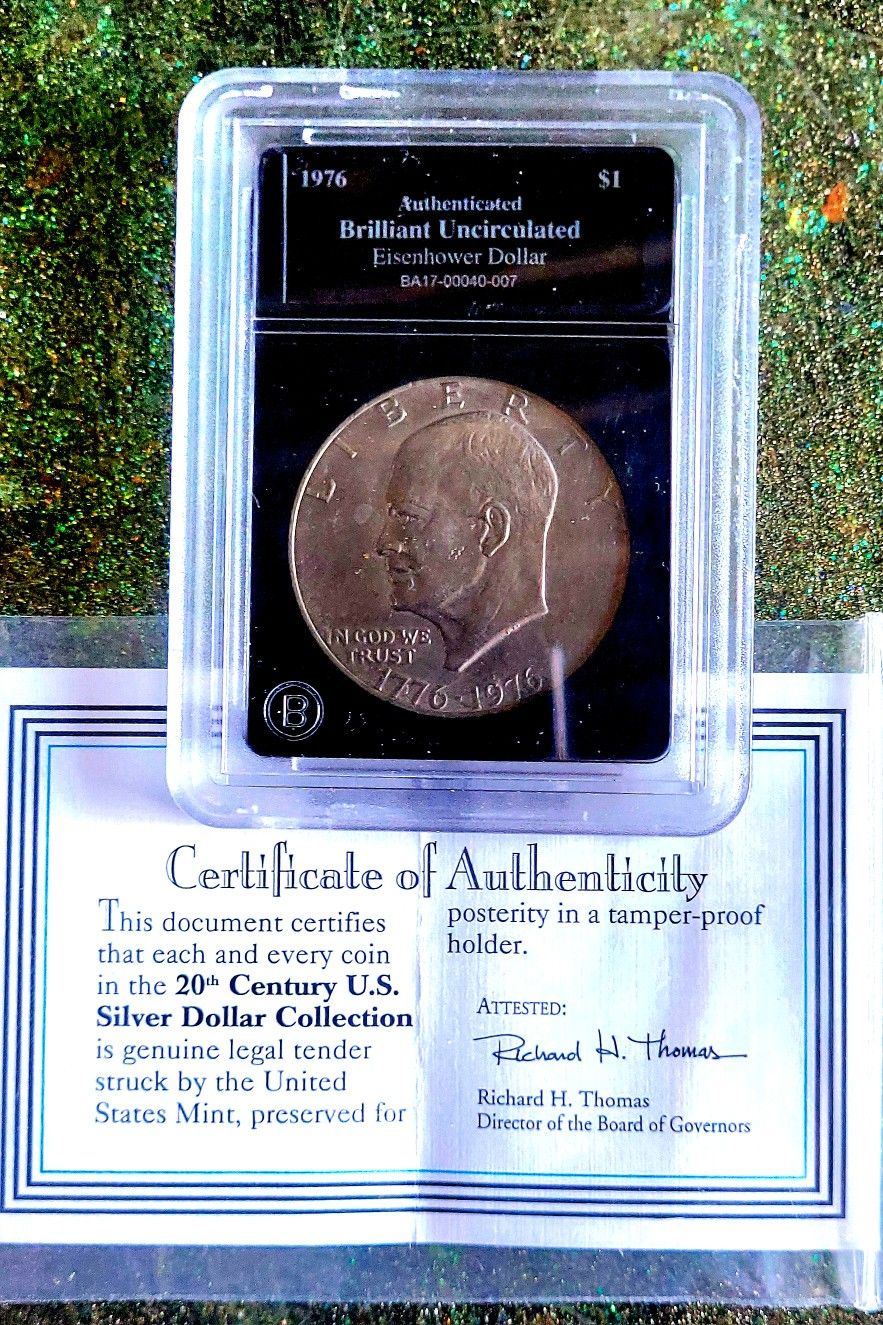 1976 $1
Authenticated
Brilliant Uncirculated
Eisenhower Dollar
BA17-00040-007
LIBERTY
IN GOD WE
TRUST
1776·1976
B
Certificate of Authenticity
This document certifies
that each and every coin
in the 20th Century U.S.
Silver Dollar Collection
is genuine legal tender
struck by the United
States Mint, preserved for
posterity in a tamper-proof
holder.
ATTESTED:
Richard H. Thomas
Richard H. Thomas
Director of the Board of Governors